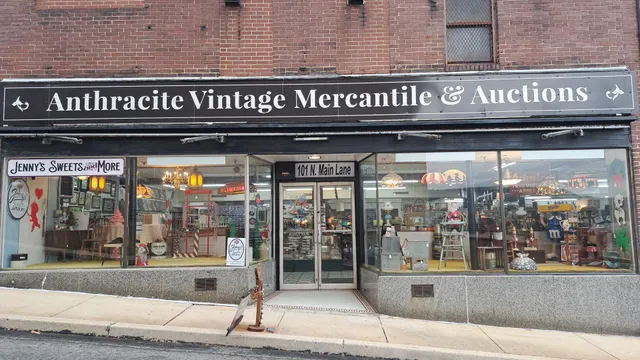 Anthracite Vintage Mercantile & Auctions
JENNY'S SWEETS AND MORE
101 N. Main Lane